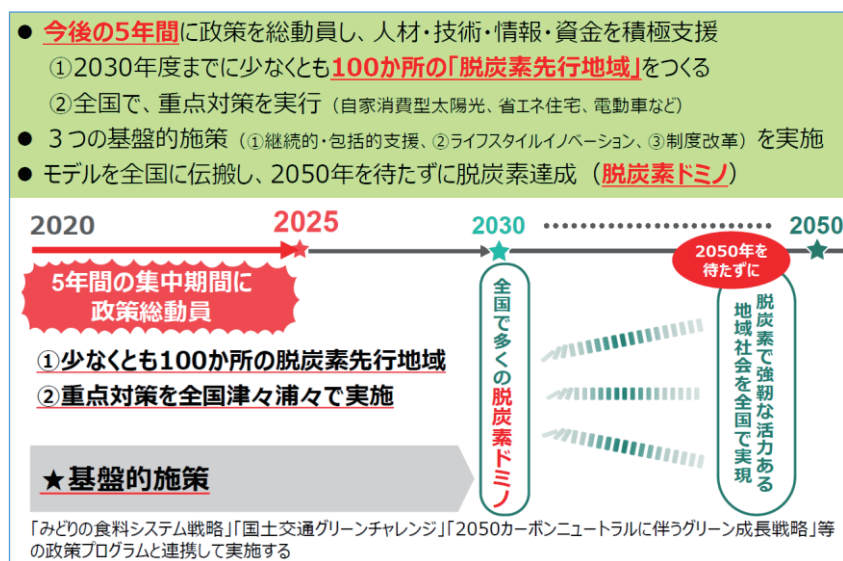 ● 今後の5年間に政策を総動員し、人材・技術・情報・資金を積極支援
①2030年度までに少なくとも100か所の「脱炭素先行地域」をつくる
②全国で、重点対策を実行（自家消費型太陽光、省エネ住宅、電動車など）
● ３つの基盤的施策（①継続的・包括的支援、②ライフスタイルイノベーション、③制度改革）を実施
● モデルを全国に伝搬し、2050年を待たずに脱炭素達成（脱炭素ドミノ）
2020
2025
2030
2050
5年間の集中期間に
政策総動員
①少なくとも100か所の脱炭素先行地域
②重点対策を全国津々浦々で実施
★基盤的施策
全国で多くの脱炭素ドミノ
2050年を
待たずに
脱炭素で強靭な活力ある
地域社会を全国で実現
「みどりの食料システム戦略」「国土交通グリーンチャレンジ」「2050カーボンニュートラルに伴うグリーン成長戦略」等
の政策プログラムと連携して実施する